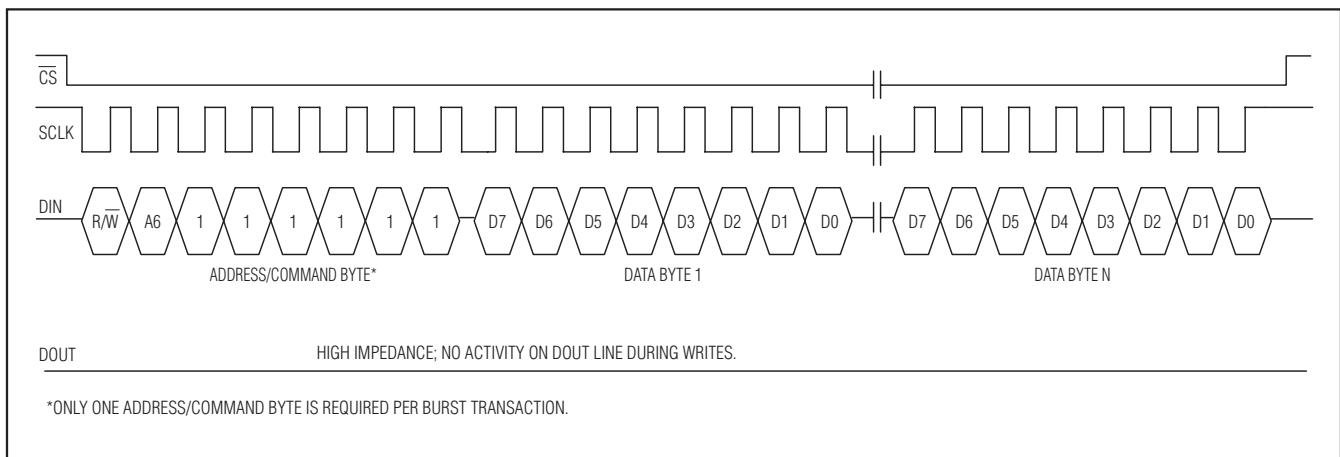 C̅S̅
SCLK
DIN
R/W̅ A6 1 1 1 1 1 1 D7 D6 D5 D4 D3 D2 D1 D0 D7 D6 D5 D4 D3 D2 D1 D0
ADDRESS/COMMAND BYTE* DATA BYTE 1 DATA BYTE N
DOUT HIGH IMPEDANCE; NO ACTIVITY ON DOUT LINE DURING WRITES.
*ONLY ONE ADDRESS/COMMAND BYTE IS REQUIRED PER BURST TRANSACTION.